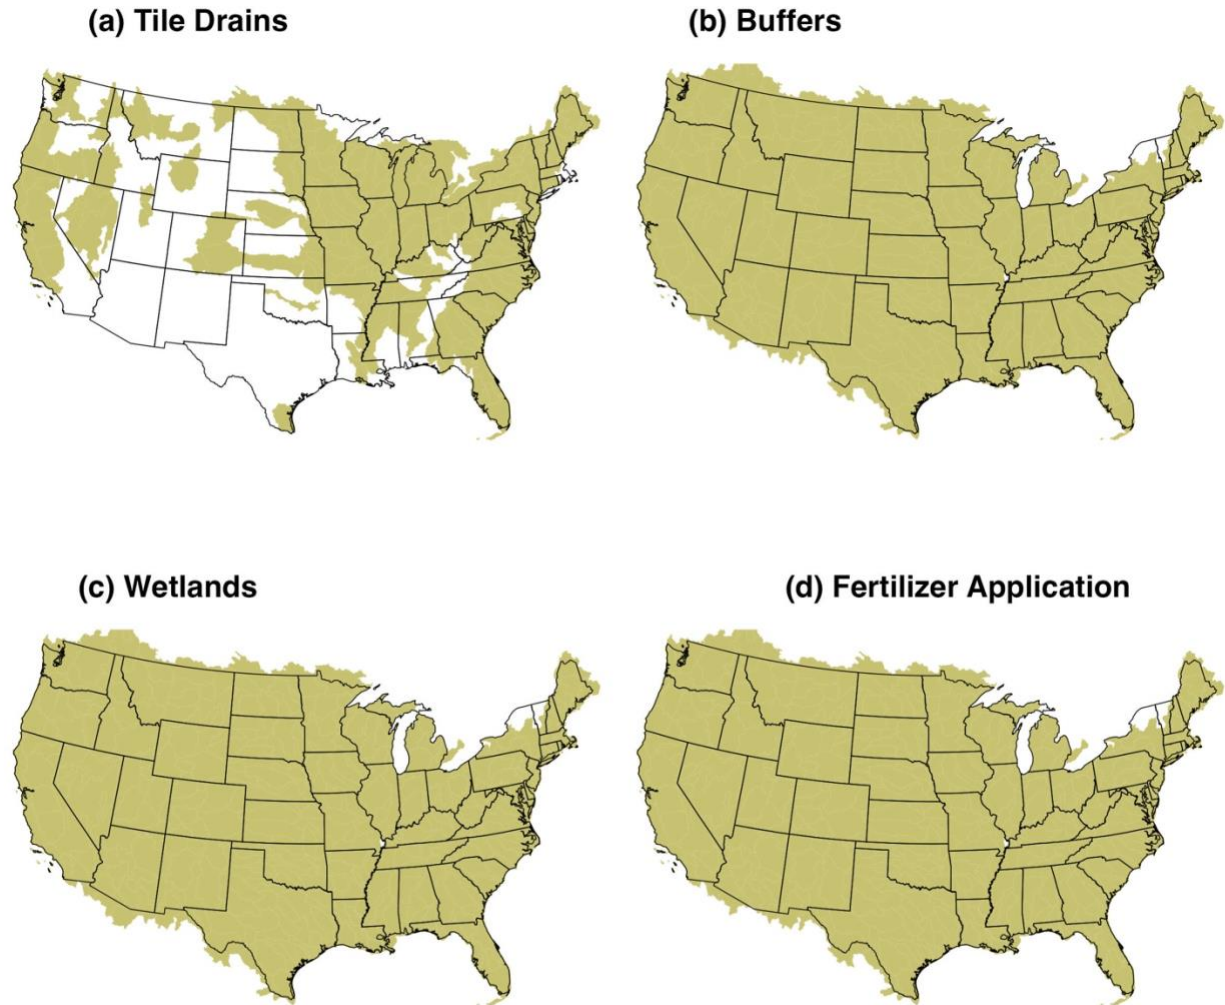 (a) Tile Drains
(b) Buffers
(c) Wetlands
(d) Fertilizer Application